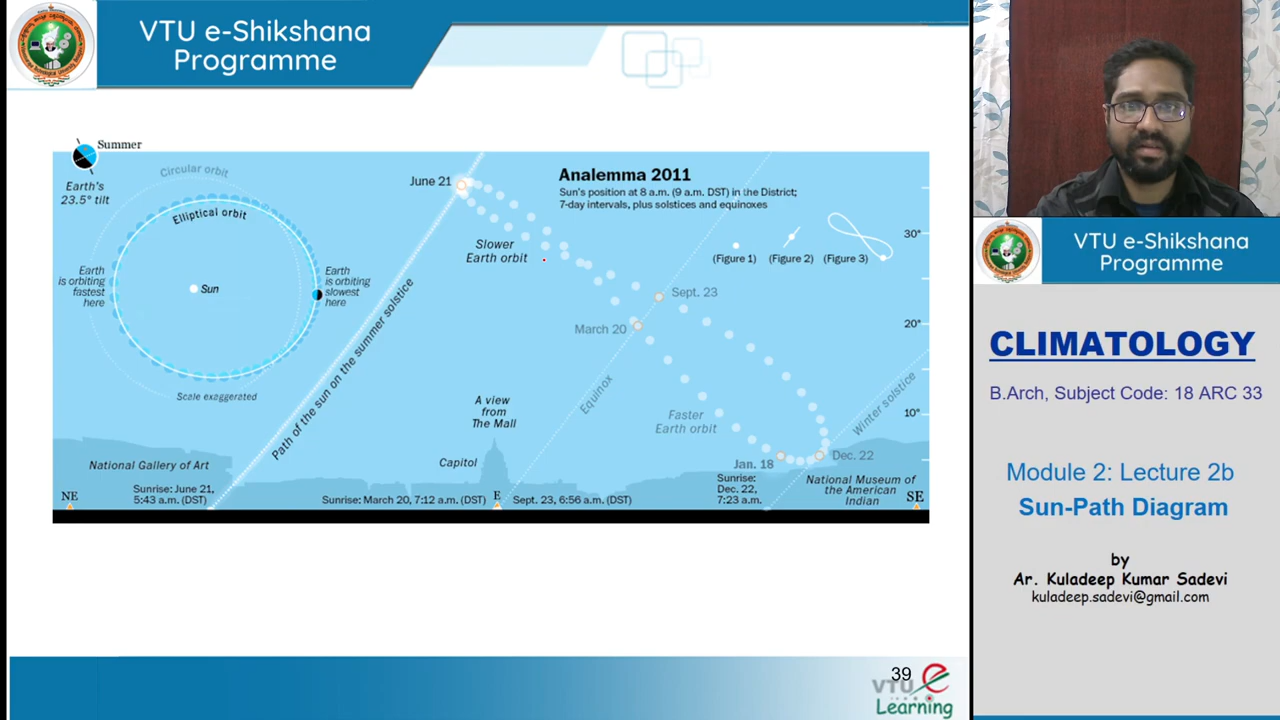 VTU e-Shikshana
Programme
Summer
Earth's
23.5° tilt
Circular orbit
Elliptical orbit
Earth
is orbiting
fastest
here
Sun
Earth
is orbiting
slowest
here
Scale exaggerated
June 21
Analemma 2011
Sun's position at 8 a.m. (9 a.m. DST) in the District;
7-day intervals, plus solstices and equinoxes
Slower
Earth orbit
(Figure 1)
(Figure 2)
(Figure 3)
30°
20°
10°
Sept. 23
March 20
Path of the sun on the summer solstice
Equinox
Winter solstice
A view
from
The Mall
Faster
Earth orbit
Capitol
Jan. 18
Dec. 22
National Gallery of Art
National Museum of
the American
Indian
NE
Sunrise: June 21,
5:43 a.m. (DST)
Sunrise: March 20, 7:12 a.m. (DST)
E
Sept. 23, 6:56 a.m. (DST)
Sunrise:
Dec. 22,
7:23 a.m.
SE
39
VTU e
Learning
VTU e-Shikshana
Programme
CLIMATOLOGY
B.Arch, Subject Code: 18 ARC 33
Module 2: Lecture 2b
Sun-Path Diagram
by
Ar. Kuladeep Kumar Sadevi
kuladeep.sadevi@gmail.com